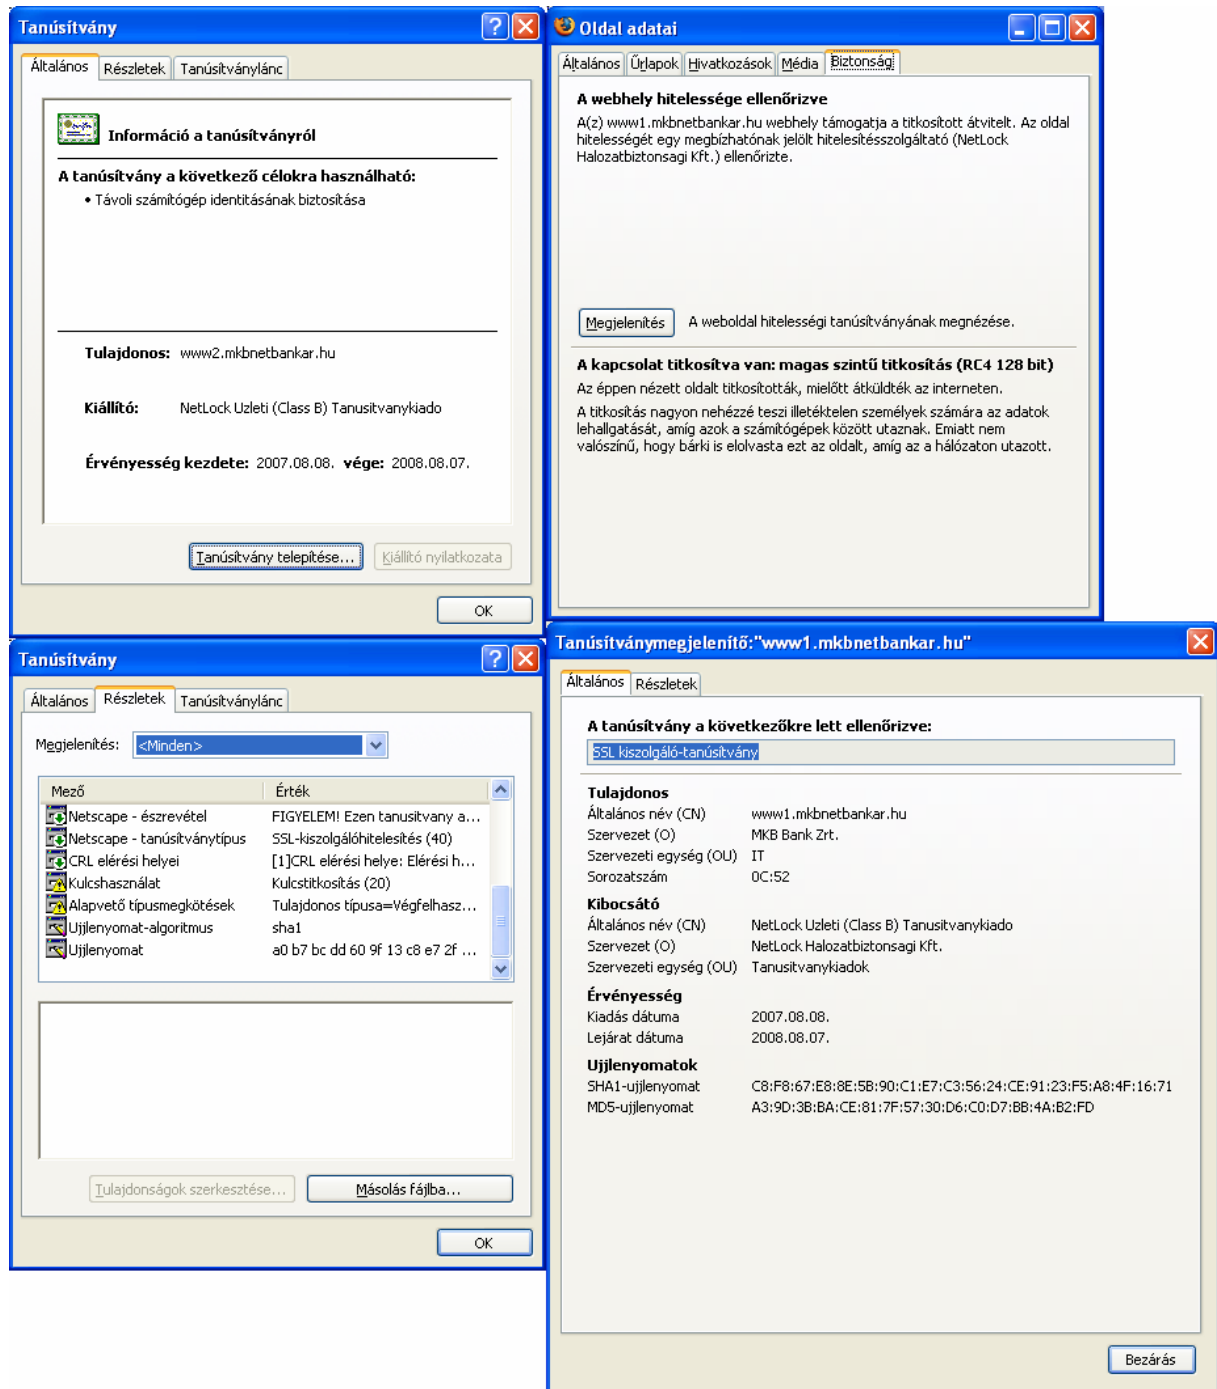 Tanúsítvány
Általános Részletek Tanúsítványlánc
Információ a tanúsítványról
A tanúsítvány a következő célokra használható:
• Távoli számítógép identitásának biztosítása
Tulajdonos: www2.mkbnetbankar.hu
Kiállító: NetLock Uzleti (Class B) Tanusitvanykiado
Érvényesség kezdete: 2007.08.08. vége: 2008.08.07.
Tanúsítvány telepítése... Kiállító nyilatkozata
OK
Oldal adatai
Általános Űrlapok Hivatkozások Média Biztonság
A webhely hitelessége ellenőrizve
A(z) www1.mkbnetbankar.hu webhely támogatja a titkosított átvitelt. Az oldal
hitelességét egy megbízhatónak jelölt hitelesítésszolgáltató (NetLock
Halozatbiztonsagi Kft.) ellenőrizte.
Megjelenítés A weboldal hitelességi tanúsítványának megnézése.
A kapcsolat titkosítva van: magas szintű titkosítás (RC4 128 bit)
Az éppen nézett oldalt titkosították, mielőtt átküldték az interneten.
A titkosítás nagyon nehézzé teszi illetéktelen személyek számára az adatok
lehallgatását, amíg azok a számítógépek között utaznak. Emiatt nem
valószínű, hogy bárki is elolvasta ezt az oldalt, amíg az a hálózaton utazott.
Tanúsítvány
Általános Részletek Tanúsítványlánc
Megjelenítés: <Minden>
Mező Érték
Netscape - észrevétel FIGYELEM! Ezen tanusitvany a...
Netscape - tanúsítványtípus SSL-kiszolgálóhitelesítés (40)
CRL elérési helyei [1]CRL elérési helye: Elérési h...
Kulcshasználat Kulcstitkosítás (20)
Alapvető típusmegkötések Tulajdonos típusa=Végfelhasz...
Ujjlenyomat-algoritmus sha1
Ujjlenyomat a0 b7 bc dd 60 9f 13 c8 e7 2f ...
Tulajdonságok szerkesztése... Másolás fájlba...
OK
Tanúsítványmegjelenítő:"www1.mkbnetbankar.hu"
Általános Részletek
A tanúsítvány a következőkre lett ellenőrizve:
SSL kiszolgáló-tanúsítvány
Tulajdonos
Általános név (CN) www1.mkbnetbankar.hu
Szervezet (O) MKB Bank Zrt.
Szervezeti egység (OU) IT
Sorozatszám 0C:52
Kibocsátó
Általános név (CN) NetLock Uzleti (Class B) Tanusitvanykiado
Szervezet (O) NetLock Halozatbiztonsagi Kft.
Szervezeti egység (OU) Tanusitvanykiadok
Érvényesség
Kiadás dátuma 2007.08.08.
Lejárat dátuma 2008.08.07.
Ujjlenyomatok
SHA1-ujjlenyomat C8:F8:67:E8:8E:5B:90:C1:E7:C3:56:24:CE:91:23:F5:A8:4F:16:71
MD5-ujjlenyomat A3:9D:3B:BA:CE:81:7F:57:30:D6:C0:D7:BB:4A:B2:FD
Bezárás